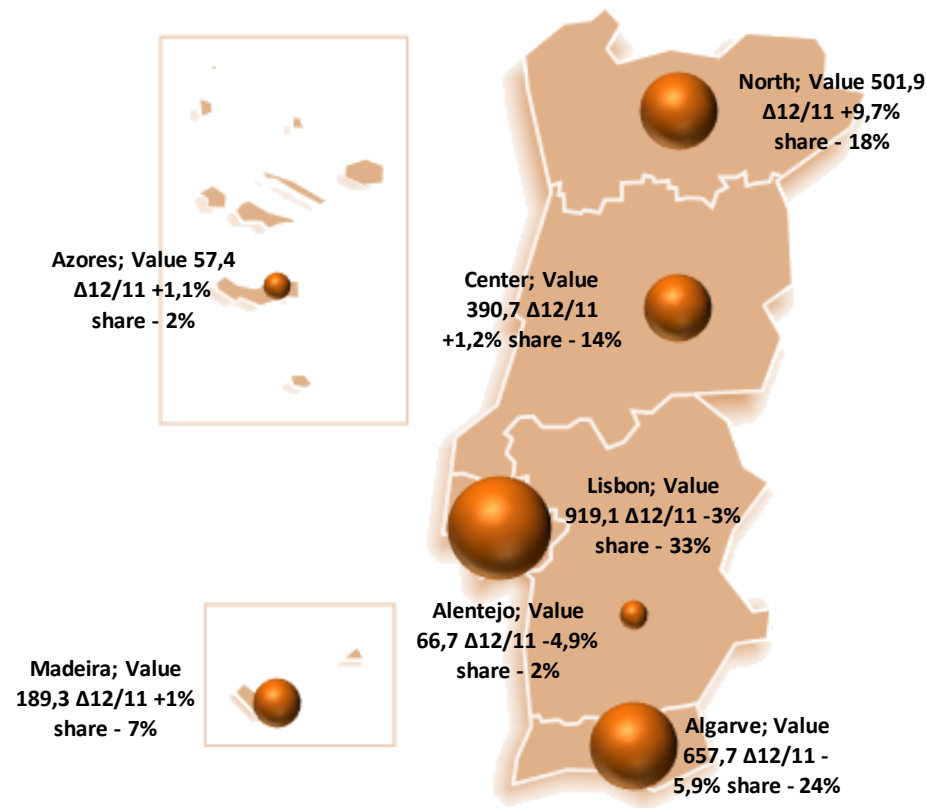 North; Value 501,9
Δ12/11 +9,7%
share - 18%
Azores; Value 57,4
Δ12/11 +1,1%
share - 2%
Center; Value
390,7 Δ12/11
+1,2% share - 14%
Lisbon; Value
919,1 Δ12/11 -3%
share - 33%
Alentejo; Value
66,7 Δ12/11 -4,9%
share - 2%
Madeira; Value
189,3 Δ12/11 +1%
share - 7%
Algarve; Value
657,7 Δ12/11 -
5,9% share - 24%